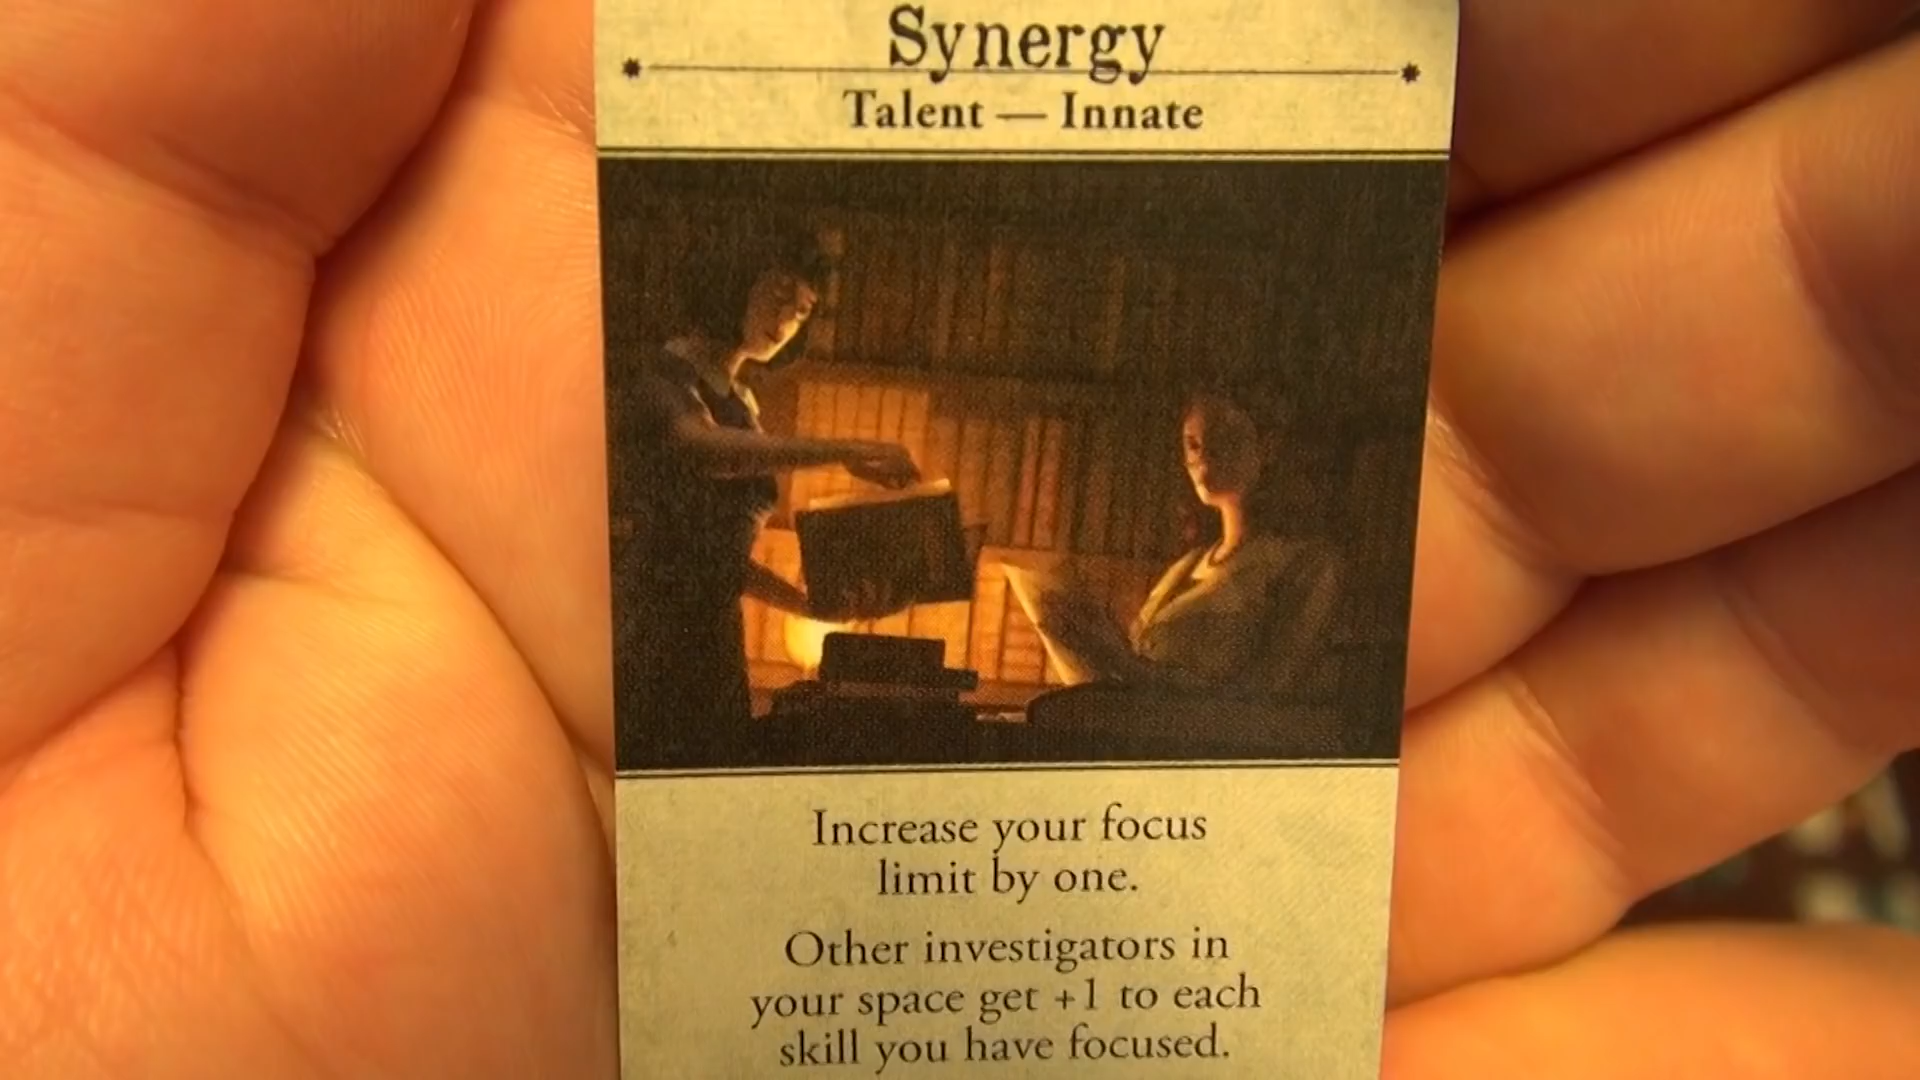 Synergy
Talent — Innate
Increase your focus
limit by one.
Other investigators in
your space get +1 to each
skill you have focused.